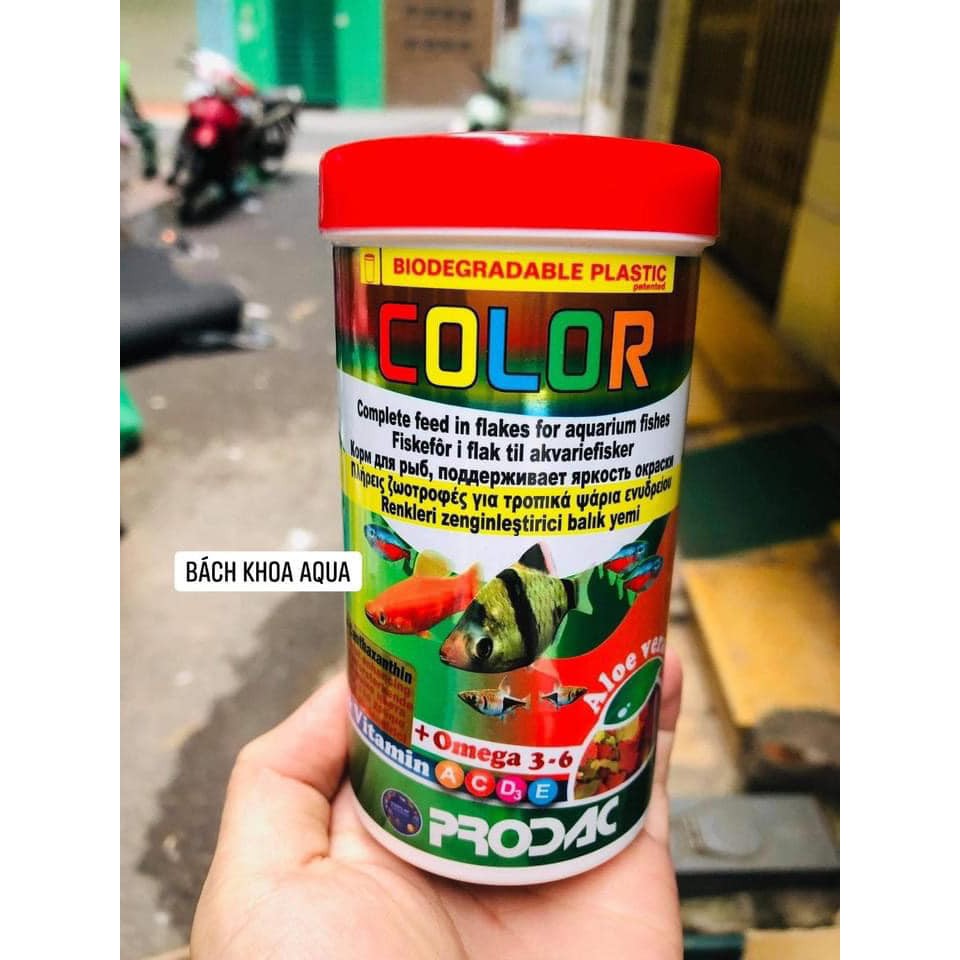 BIODEGRADABLE PLASTIC
patented
COLOR
Complete feed in flakes for aquarium fishes
Fiskefôr i flak til akvariefisker
Корм для рыб, поддерживает яркость окраски
Πλήρεις ζωοτροφές για τροπικά ψάρια ενυδρείου
Renkleri zenginleştirici balık yemi
BÁCH KHOA AQUA
Aloe vera
+ Omega 3-6
Vitamin A C D3 E
PRODAC